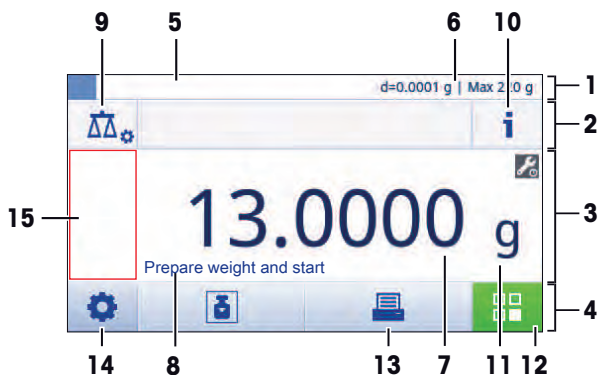 9 5 6 10
d=0.0001 g | Max 220 g
1
2
i
15
13.0000 g
3
Prepare weight and start
4
14 8 13 7 11 12